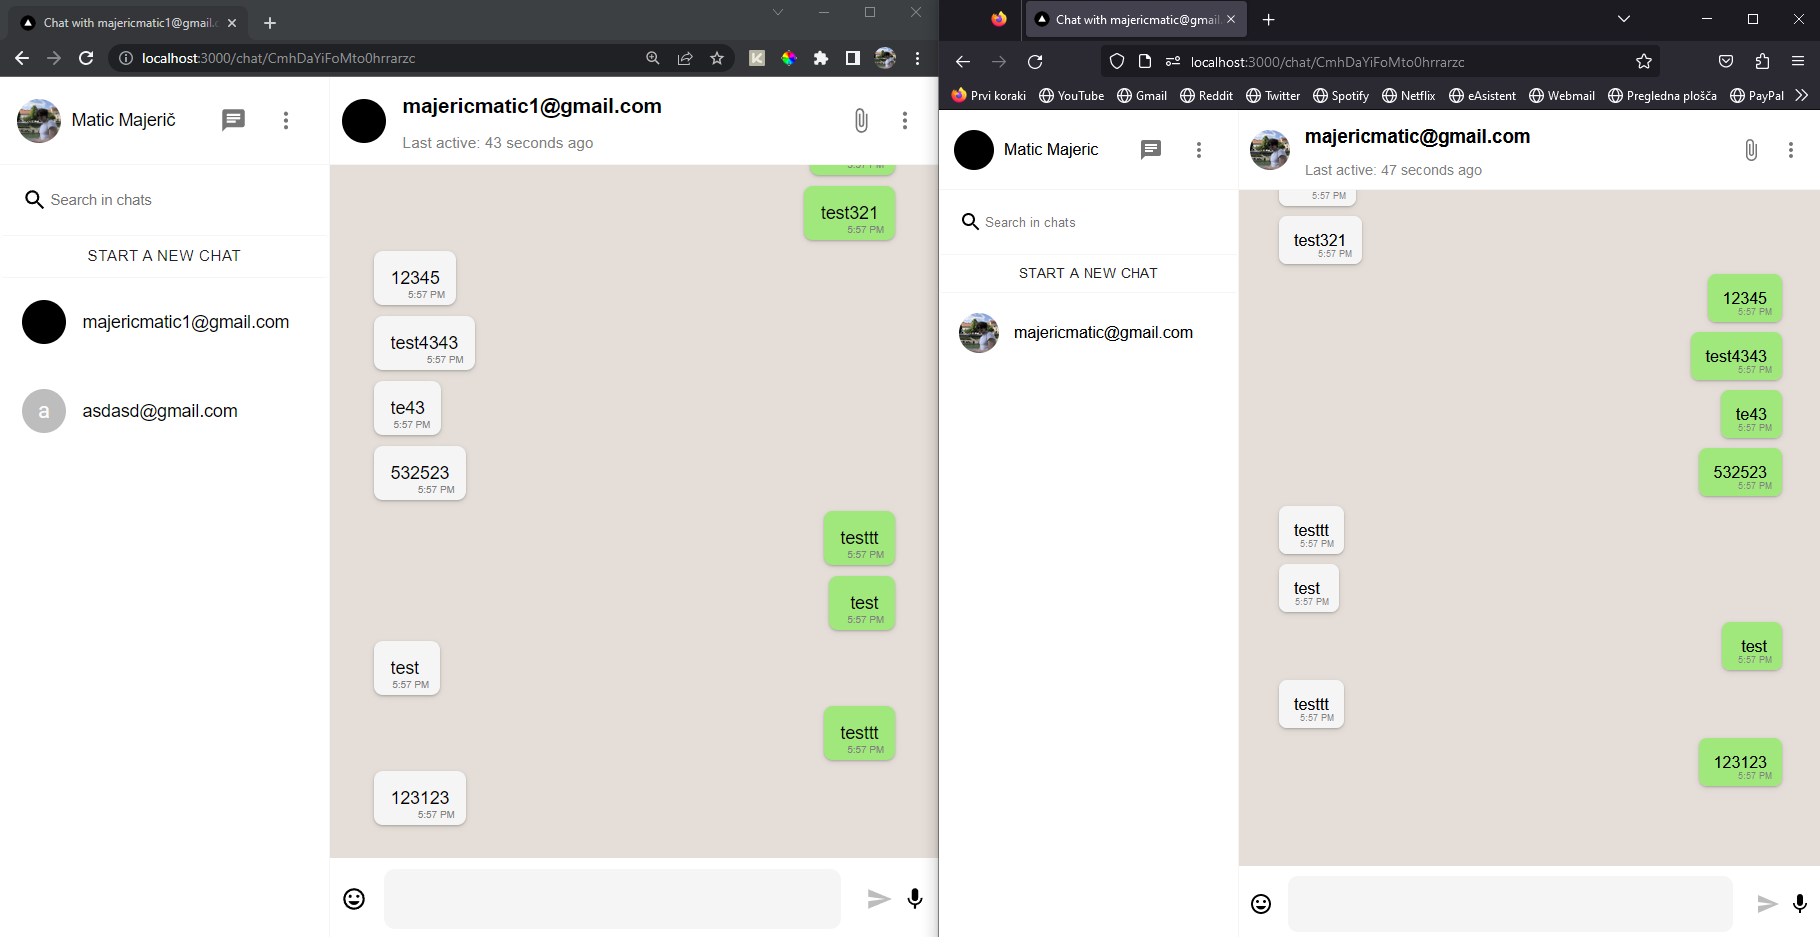 Chat with majericmatic1@gmail.c
localhost:3000/chat/CmhDaYiFoMto0hrrarzc
Matic Majerič
majericmatic1@gmail.com
Last active: 43 seconds ago
Search in chats
START A NEW CHAT
majericmatic1@gmail.com
a
asdasd@gmail.com
5:57 PM
test321
5:57 PM
12345
5:57 PM
test4343
5:57 PM
te43
5:57 PM
532523
5:57 PM
testtt
5:57 PM
test
5:57 PM
test
5:57 PM
testtt
5:57 PM
123123
5:57 PM
Chat with majericmatic@gmail.
localhost:3000/chat/CmhDaYiFoMto0hrrarzc
Prvi koraki YouTube Gmail Reddit Twitter Spotify Netflix eAsistent Webmail Pregledna plošča PayPal
Matic Majeric
majericmatic@gmail.com
Last active: 47 seconds ago
Search in chats
START A NEW CHAT
majericmatic@gmail.com
5:57 PM
test321
5:57 PM
12345
5:57 PM
test4343
5:57 PM
te43
5:57 PM
532523
5:57 PM
testtt
5:57 PM
test
5:57 PM
test
5:57 PM
testtt
5:57 PM
123123
5:57 PM